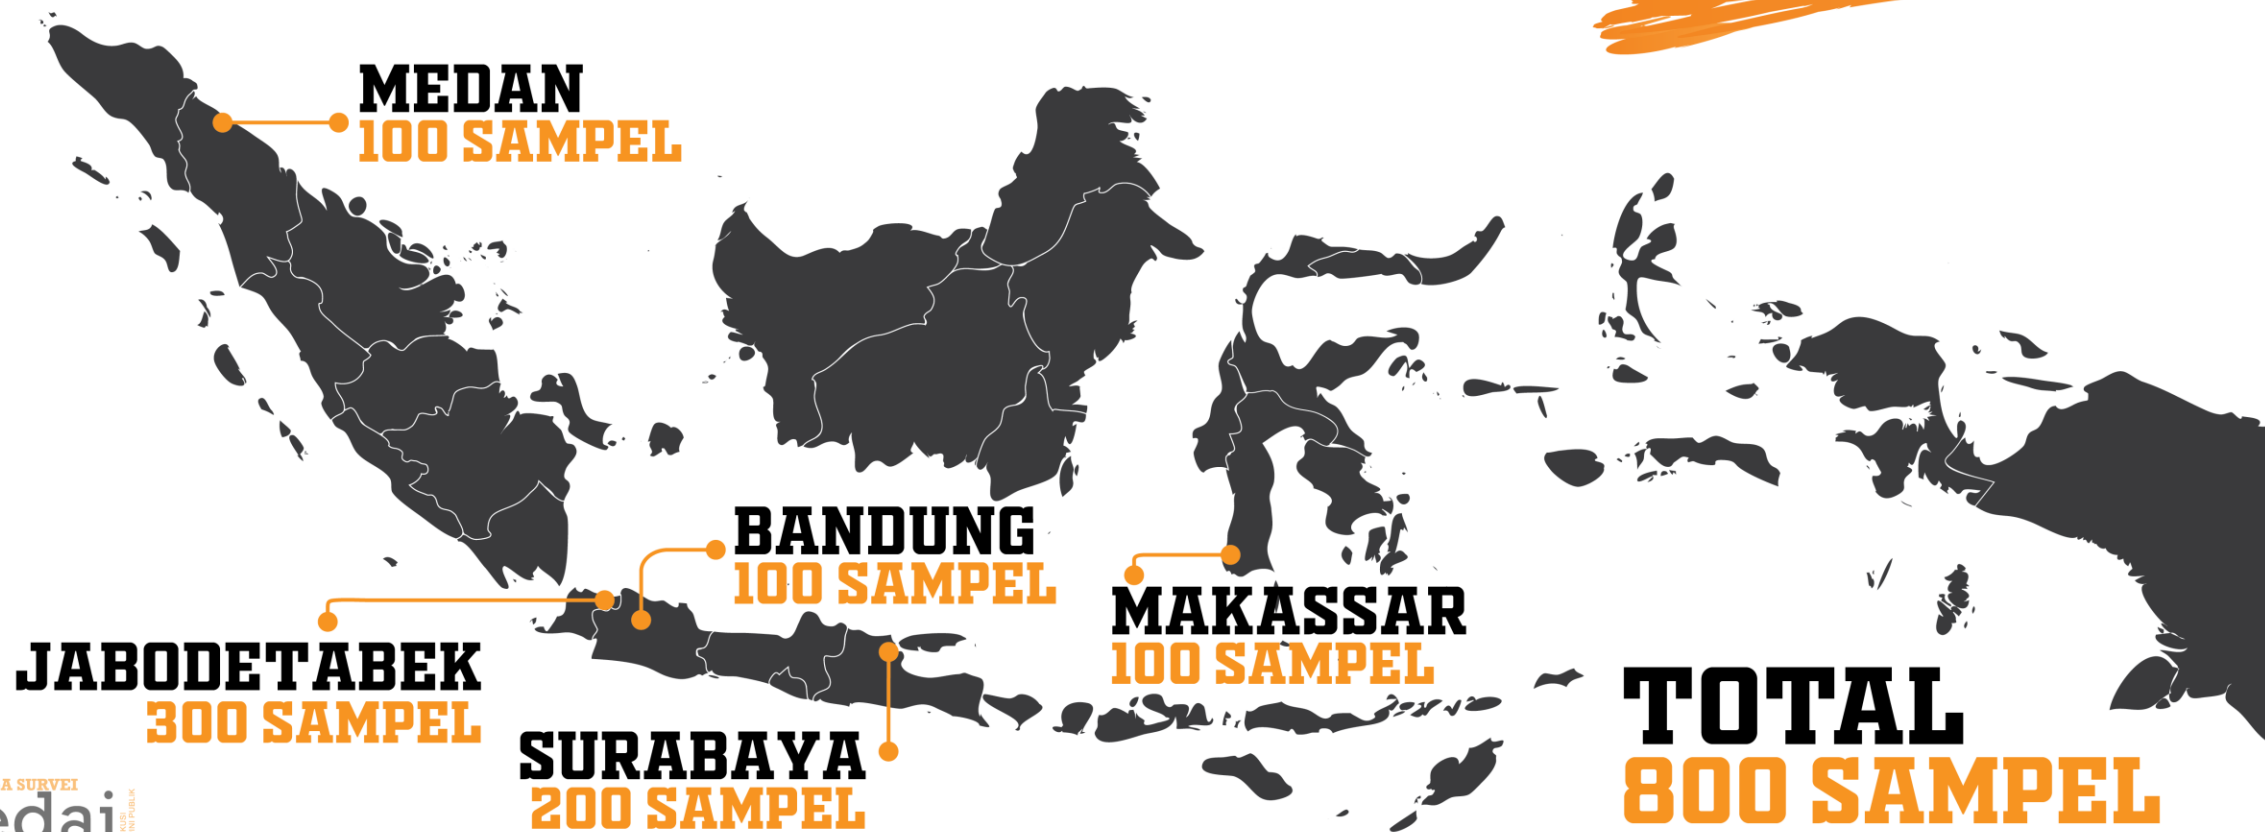 MEDAN
100 SAMPEL
BANDUNG
100 SAMPEL
MAKASSAR
100 SAMPEL
JABODETABEK
300 SAMPEL
SURABAYA
200 SAMPEL
TOTAL
800 SAMPEL
A SURVEI
edai